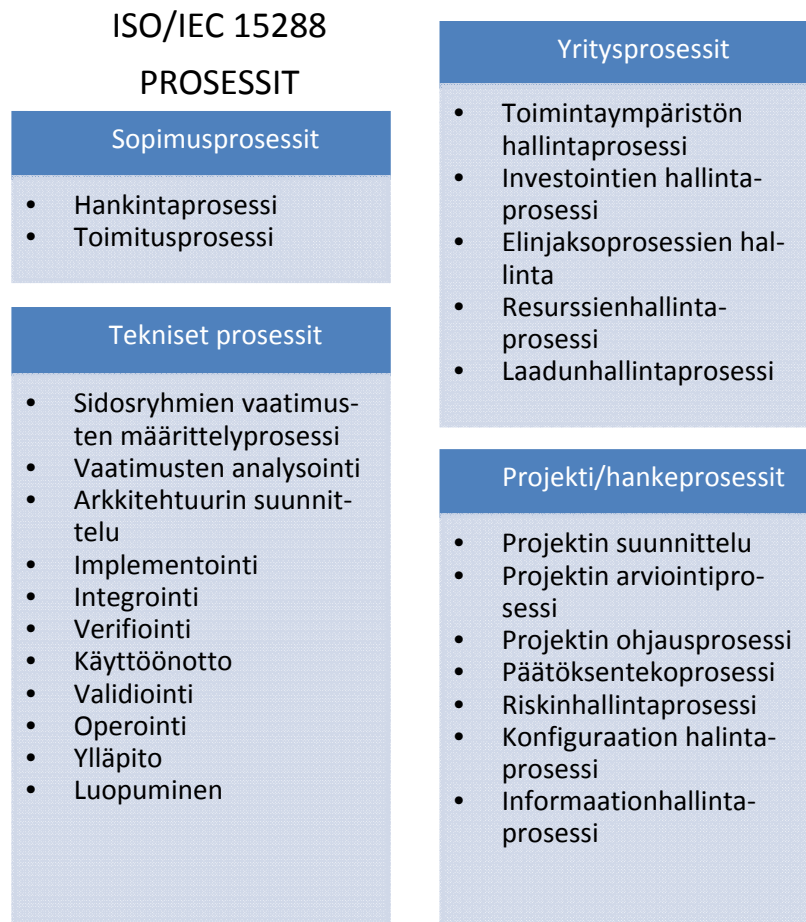 ISO/IEC 15288
PROSESSIT
Sopimusprosessit
• Hankintaprosessi
• Toimitusprosessi
Tekniset prosessit
• Sidosryhmien vaatimus-
ten määrittelyprosessi
• Vaatimusten analysointi
• Arkkitehtuurin suunnit-
telu
• Implementointi
• Integrointi
• Verifiointi
• Käyttöönotto
• Validiointi
• Operointi
• Ylläpito
• Luopuminen
Yritysprosessit
• Toimintaympäristön
hallintaprosessi
• Investointien hallinta-
prosessi
• Elinjaksoprosessien hal-
linta
• Resurssienhallinta-
prosessi
• Laadunhallintaprosessi
Projekti/hankeprosessit
• Projektin suunnittelu
• Projektin arviointipro-
sessi
• Projektin ohjausprosessi
• Päätöksentekoprosessi
• Riskinhallintaprosessi
• Konfiguraation halinta-
prosessi
• Informaationhallinta-
prosessi